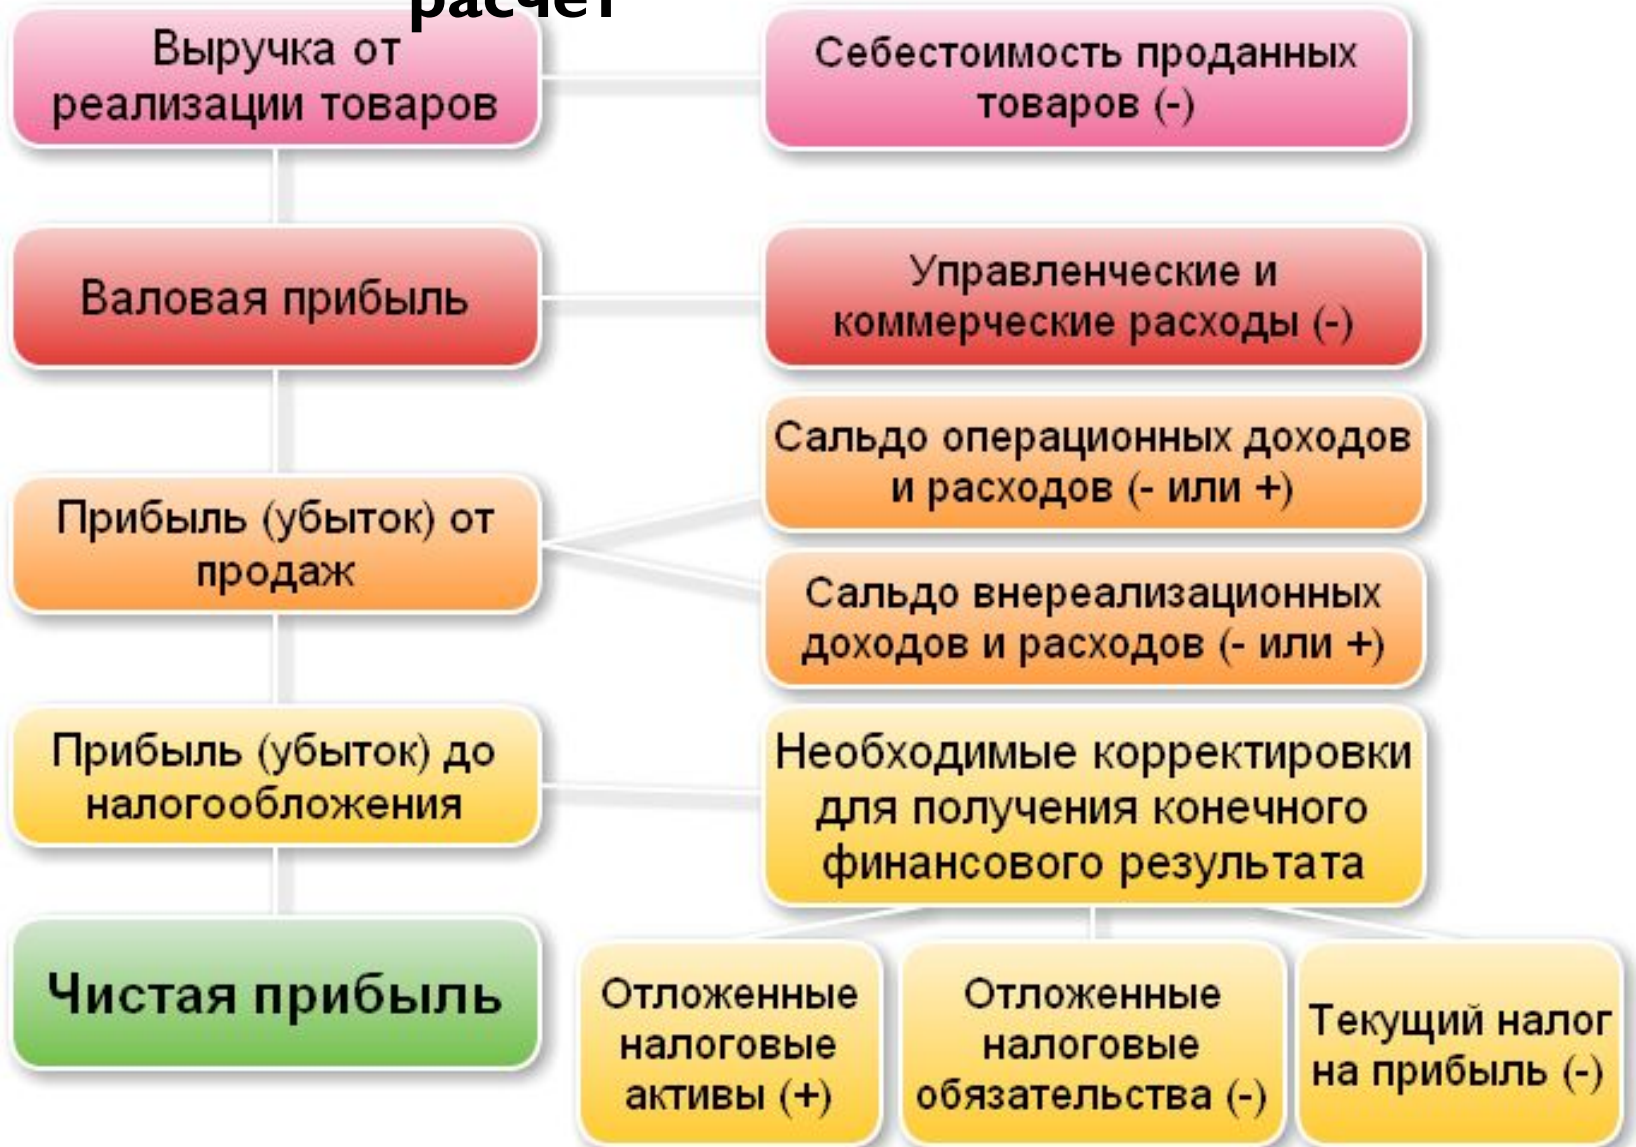 расчет
Выручка от
реализации товаров
Себестоимость проданных
товаров (-)
Валовая прибыль
Управленческие и
коммерческие расходы (-)
Прибыль (убыток) от
продаж
Сальдо операционных доходов
и расходов (- или +)
Сальдо внереализационных
доходов и расходов (- или +)
Прибыль (убыток) до
налогообложения
Необходимые корректировки
для получения конечного
финансового результата
Чистая прибыль
Отложенные
налоговые
активы (+)
Отложенные
налоговые
обязательства (-)
Текущий налог
на прибыль (-)